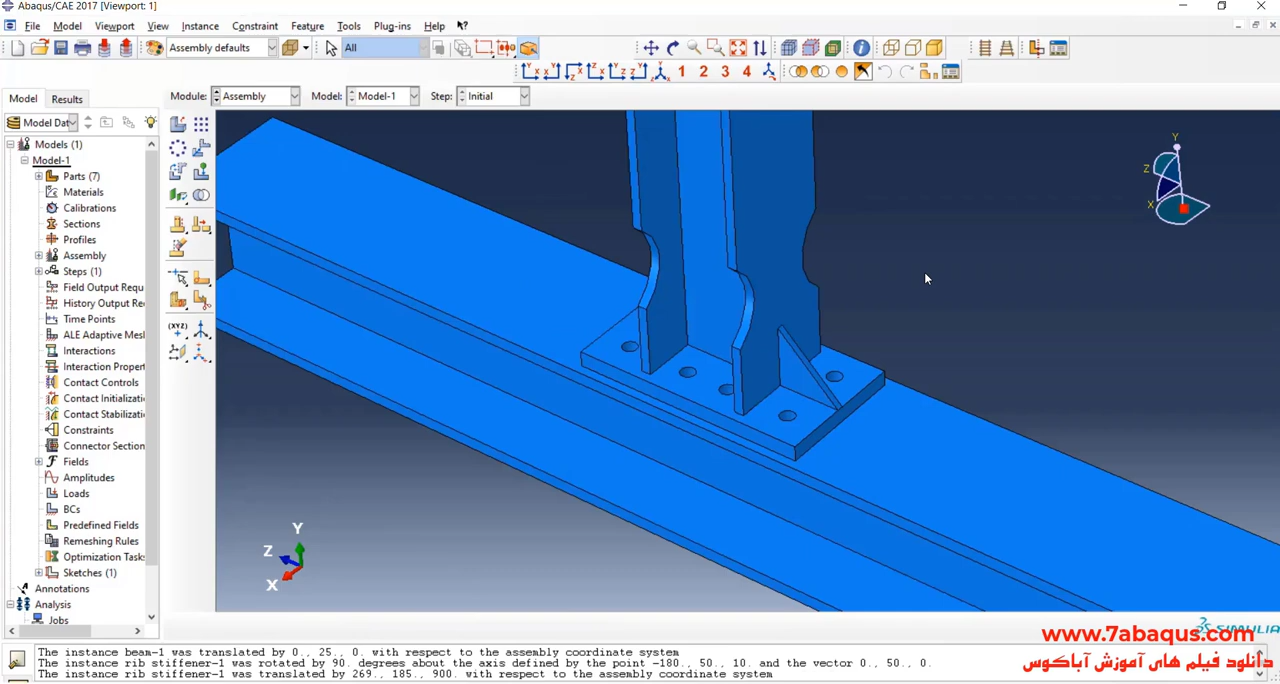 Abaqus/CAE 2017 [Viewport: 1]
File Model Viewport View Instance Constraint Feature Tools Plug-ins Help
Assembly defaults All
1 2 3 4
Model Results Module: Assembly Model: Model-1 Step: Initial
Model Dat
Models (1)
Model-1
Parts (7)
Materials
Calibrations
Sections
Profiles
Assembly
Steps (1)
Field Output Requ
History Output Re
Time Points
ALE Adaptive Mesh
Interactions
Interaction Propert
Contact Controls
Contact Initializatio
Contact Stabilizatio
Constraints
Connector Section
Fields
Amplitudes
Loads
BCs
Predefined Fields
Remeshing Rules
Optimization Task
Sketches (1)
Annotations
Analysis
Jobs
(XYZ)
Y
Z
X
Y
Z
X
SIMULIA
The instance beam-1 was translated by 0., 25., 0. with respect to the assembly coordinate system
The instance rib stiffener-1 was rotated by 90. degrees about the axis defined by the point -180., 50., 10. and the vector 0., 50., 0.
The instance rib stiffener-1 was translated by 269., 185., 900. with respect to the assembly coordinate system
www.7abaqus.com
دانلود فیلم های آموزش آباکوس